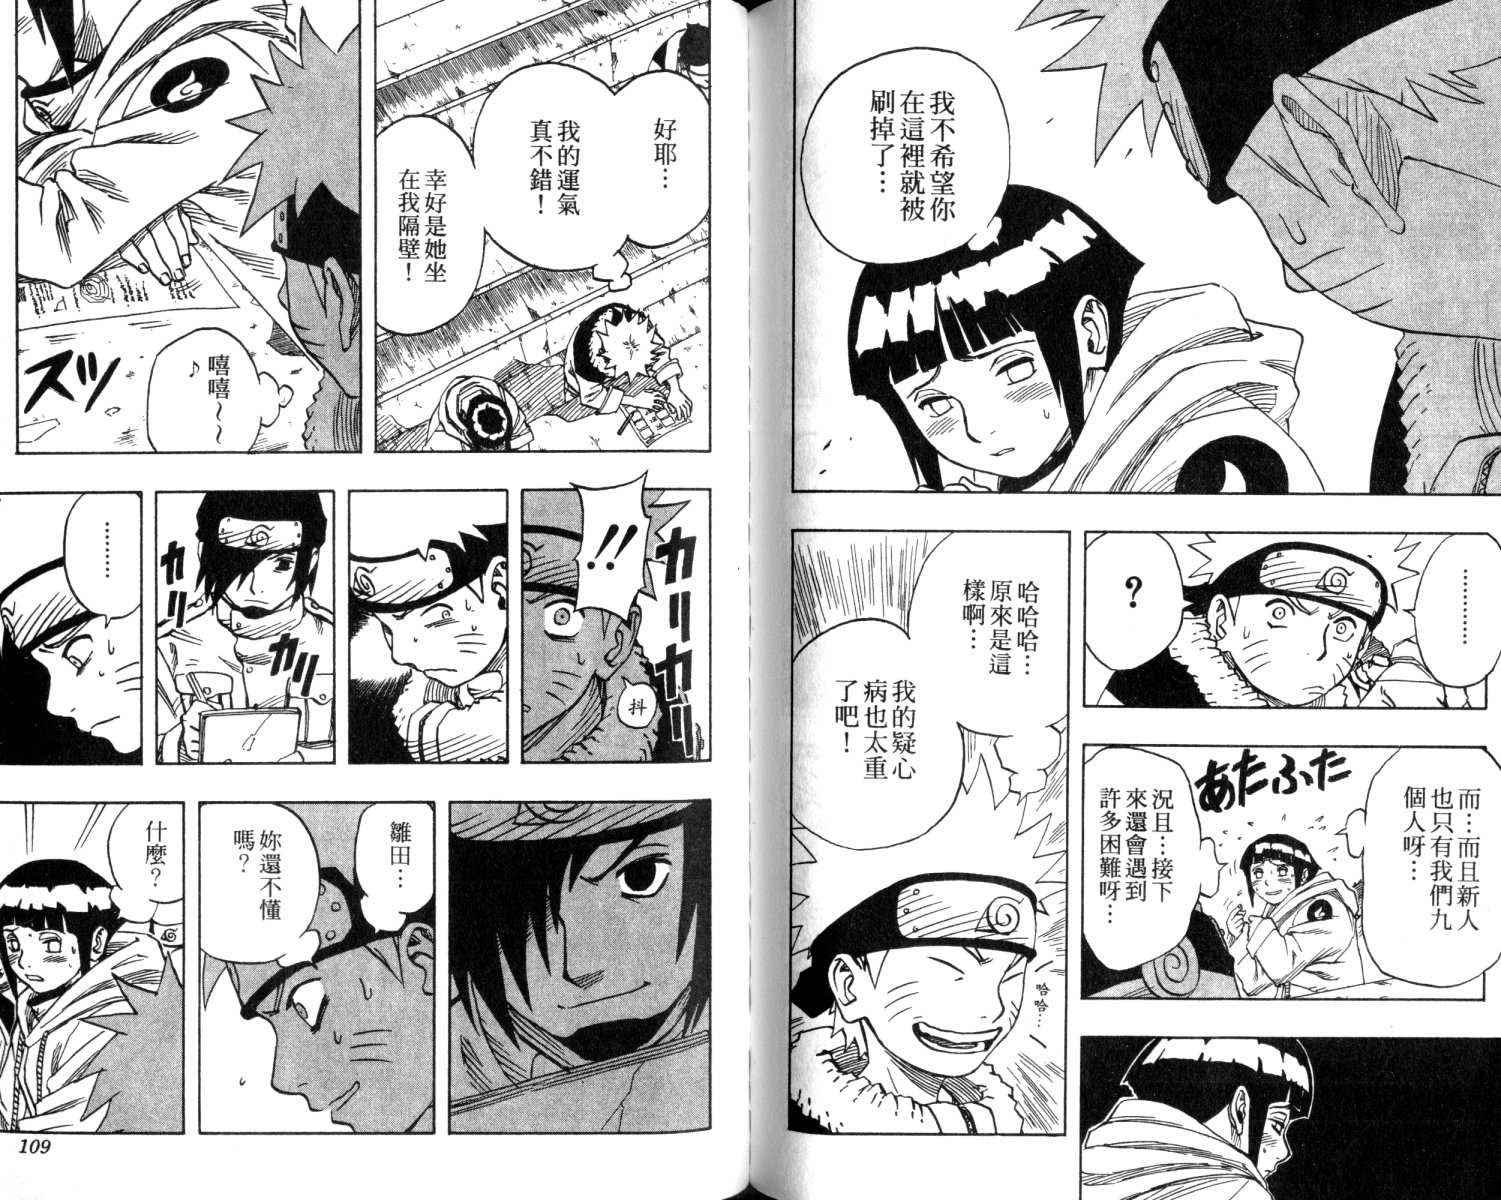 我不希望你
在這裡就被
刷掉了…
………
？
而…而且新人
也只有我們九
個人呀…
況且…接下
來還會遇到
許多困難呀…
あたふた
哈哈哈…
原來是這
樣啊…
我的疑心
病也太重
了吧！
哈哈…
好耶…
我的運氣
真不錯！
幸好是她坐
在我隔壁！
嘻嘻～♪
スッ
!!
カリカリ
抖
カリ
カリ
………
雛田…
妳還不懂
嗎？
什麼？
109